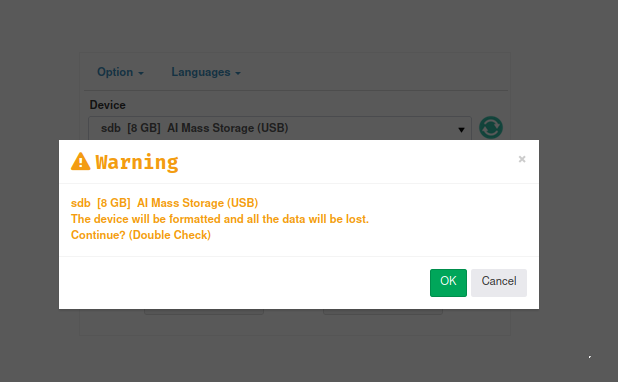 Option
Languages
Device
sdb [8 GB] AI Mass Storage (USB)
Warning
×
sdb [8 GB] AI Mass Storage (USB)
The device will be formatted and all the data will be lost.
Continue? (Double Check)
OK
Cancel